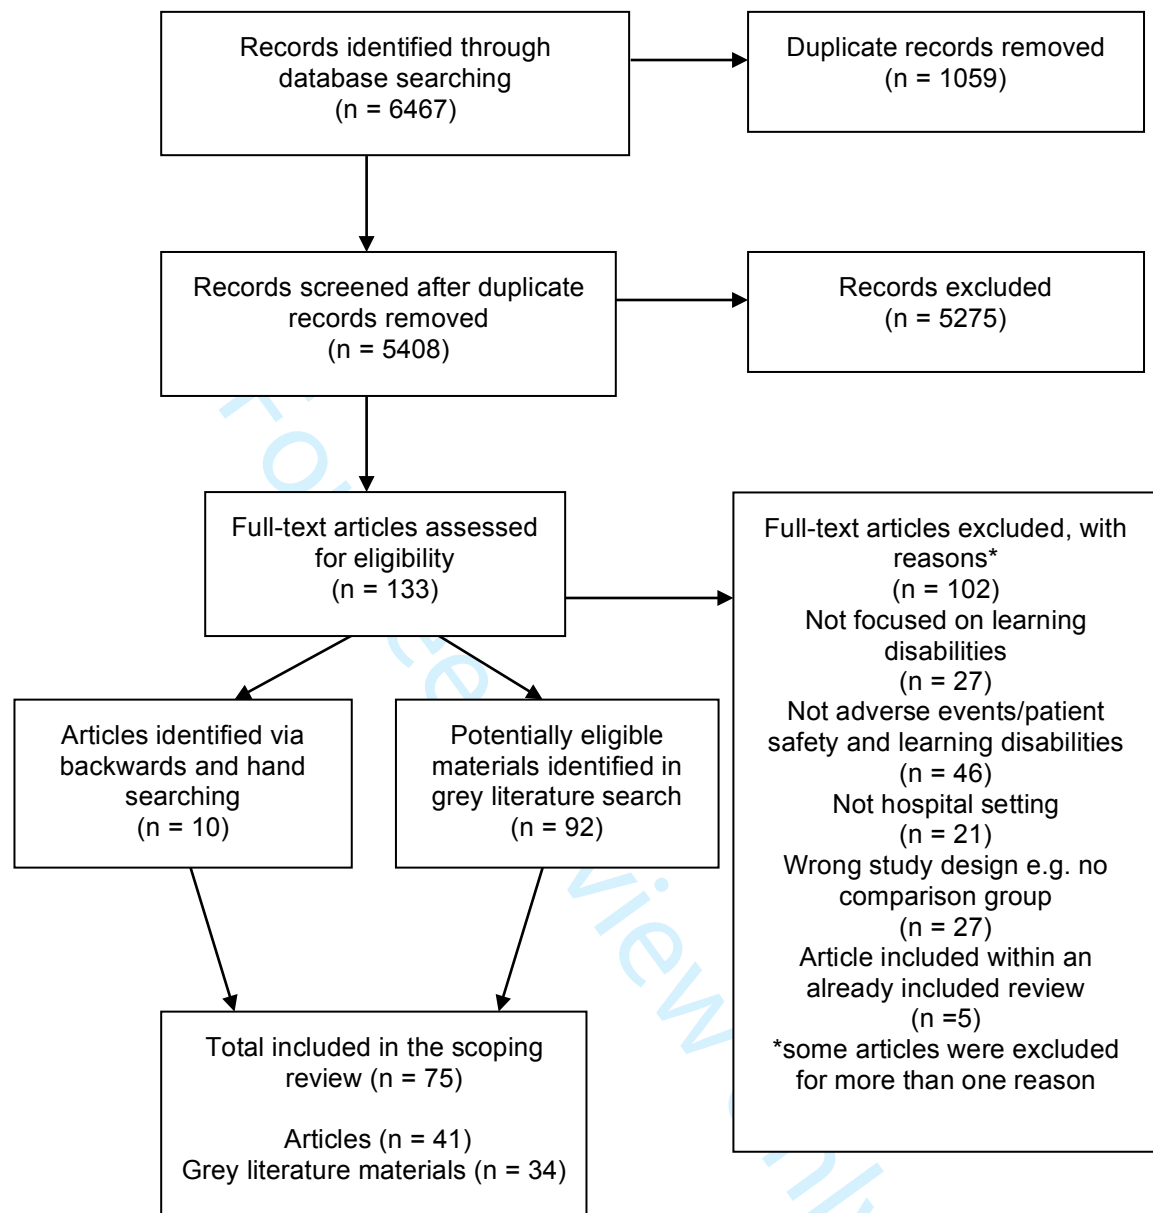 Records identified through
database searching
(n = 6467)
Duplicate records removed
(n = 1059)
Records screened after duplicate
records removed
(n = 5408)
Records excluded
(n = 5275)
Full-text articles assessed
for eligibility
(n = 133)
Full-text articles excluded, with
reasons*
(n = 102)
Not focused on learning
disabilities
(n = 27)
Not adverse events/patient
safety and learning disabilities
(n = 46)
Not hospital setting
(n = 21)
Wrong study design e.g. no
comparison group
(n = 27)
Article included within an
already included review
(n =5)
*some articles were excluded
for more than one reason
Articles identified via
backwards and hand
searching
(n = 10)
Potentially eligible
materials identified in
grey literature search
(n = 92)
Total included in the scoping
review (n = 75)
Articles (n = 41)
Grey literature materials (n = 34)